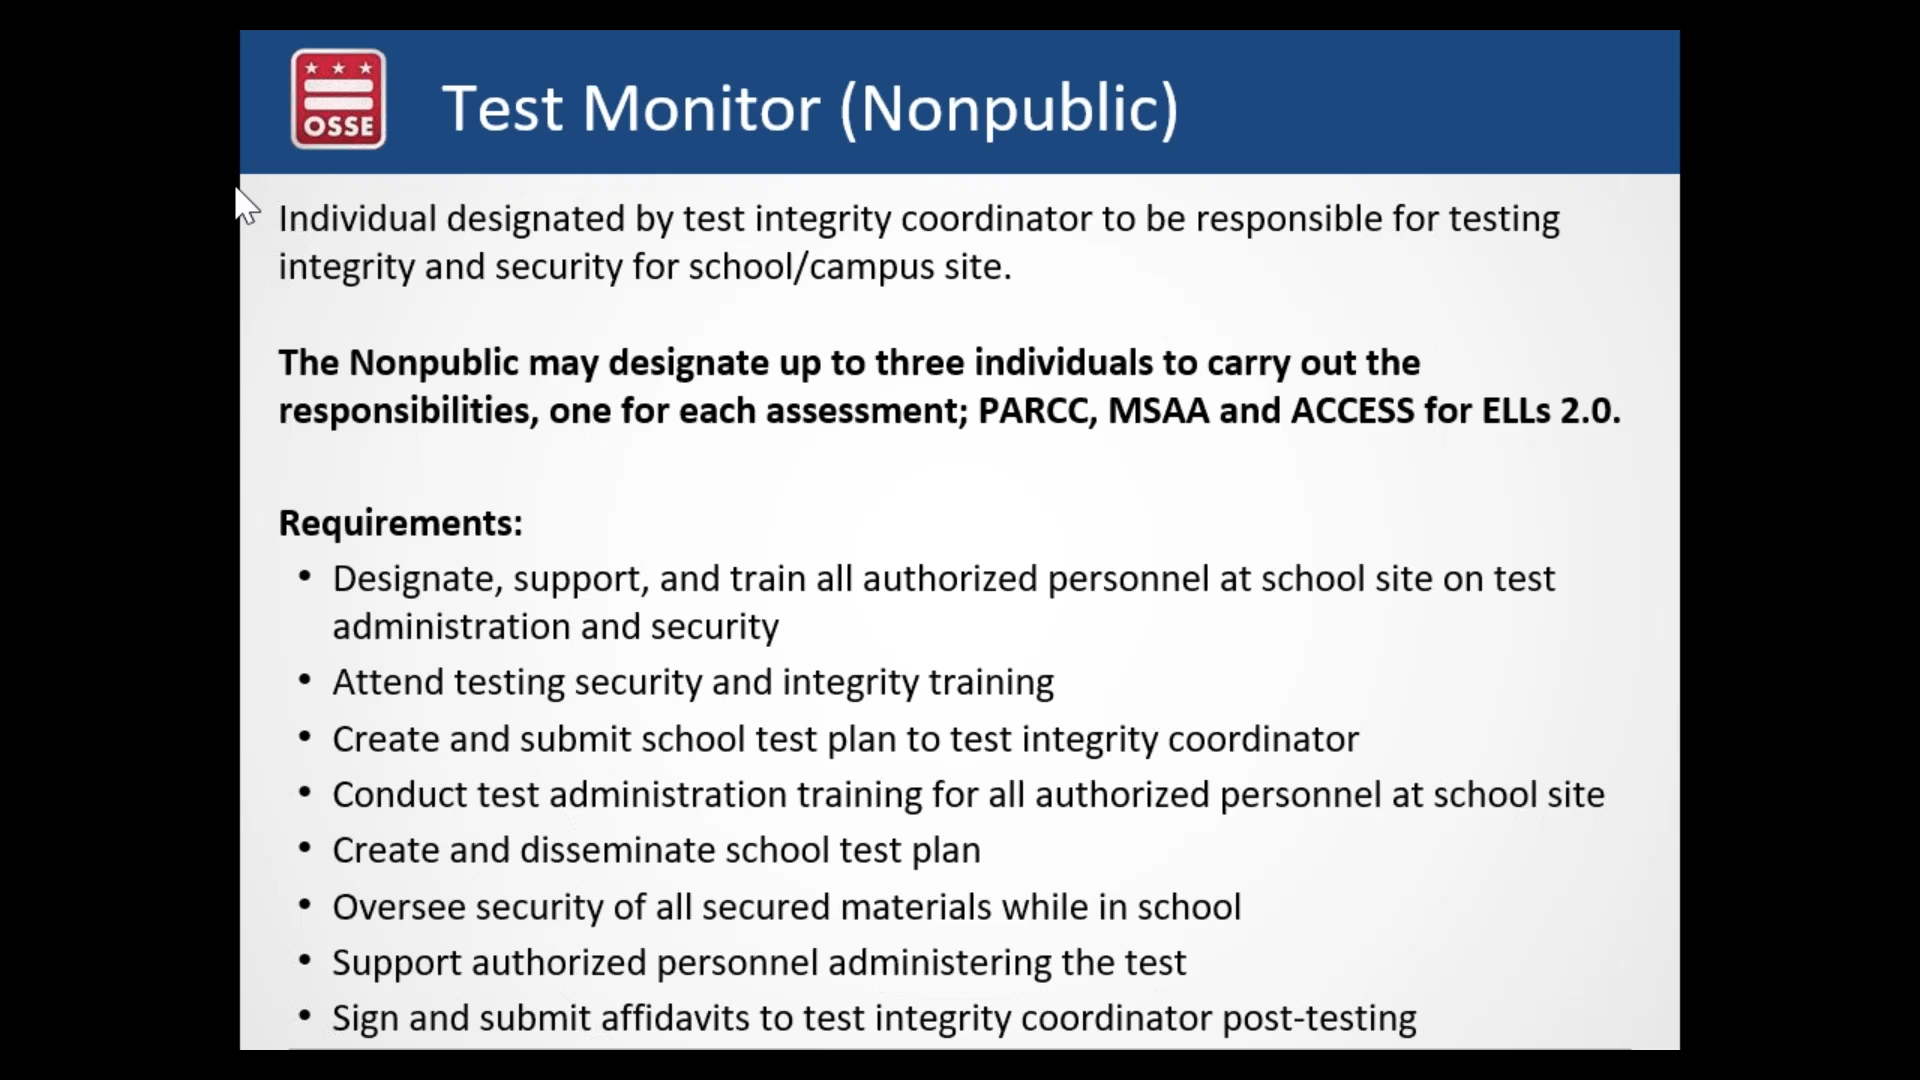 OSSE
Test Monitor (Nonpublic)
Individual designated by test integrity coordinator to be responsible for testing
integrity and security for school/campus site.
The Nonpublic may designate up to three individuals to carry out the
responsibilities, one for each assessment; PARCC, MSAA and ACCESS for ELLs 2.0.
Requirements:
• Designate, support, and train all authorized personnel at school site on test
administration and security
• Attend testing security and integrity training
• Create and submit school test plan to test integrity coordinator
• Conduct test administration training for all authorized personnel at school site
• Create and disseminate school test plan
• Oversee security of all secured materials while in school
• Support authorized personnel administering the test
• Sign and submit affidavits to test integrity coordinator post-testing